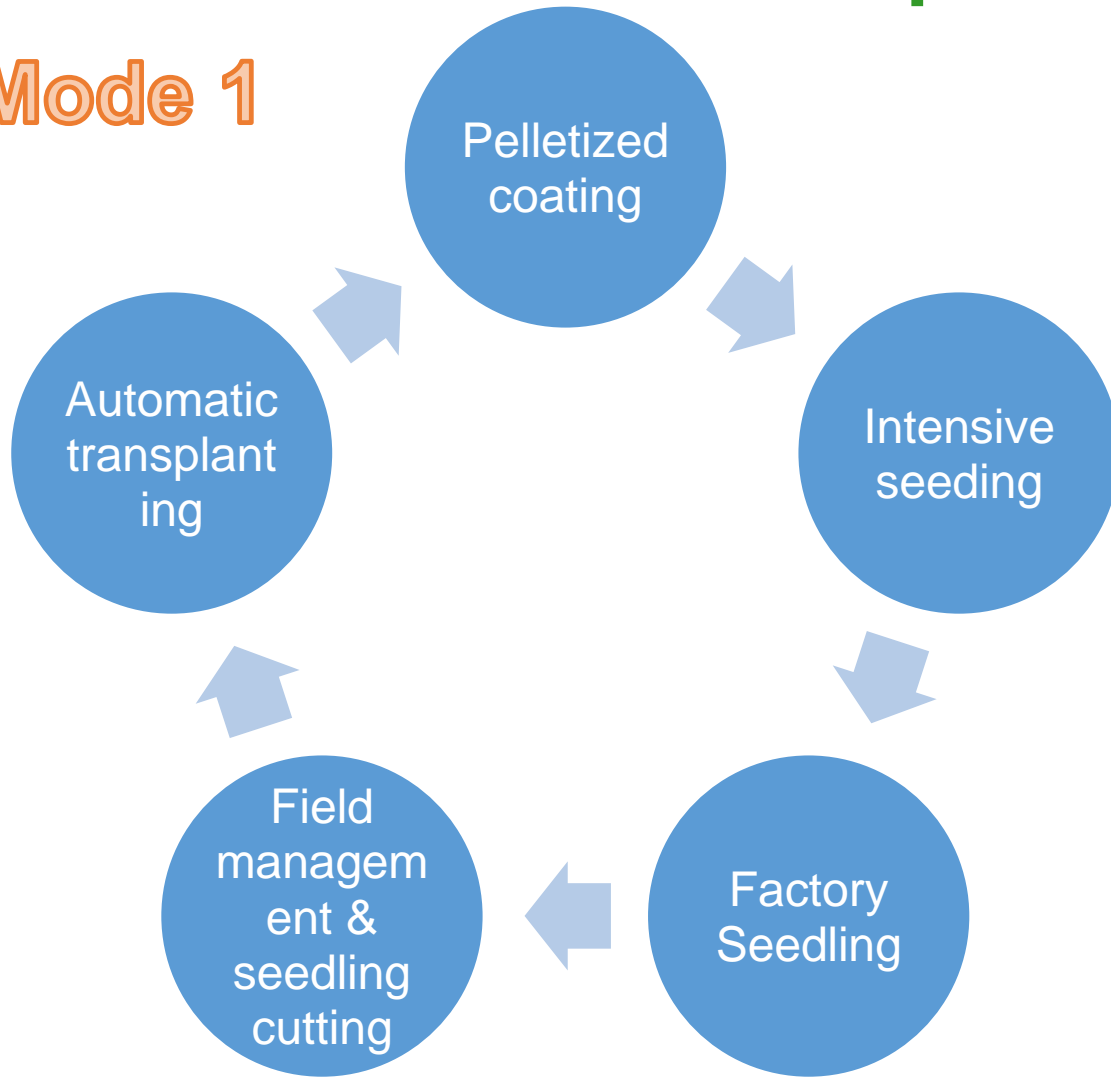 Mode 1
Pelletized
coating
Intensive
seeding
Factory
Seedling
Field
managem
ent &
seedling
cutting
Automatic
transplant
ing